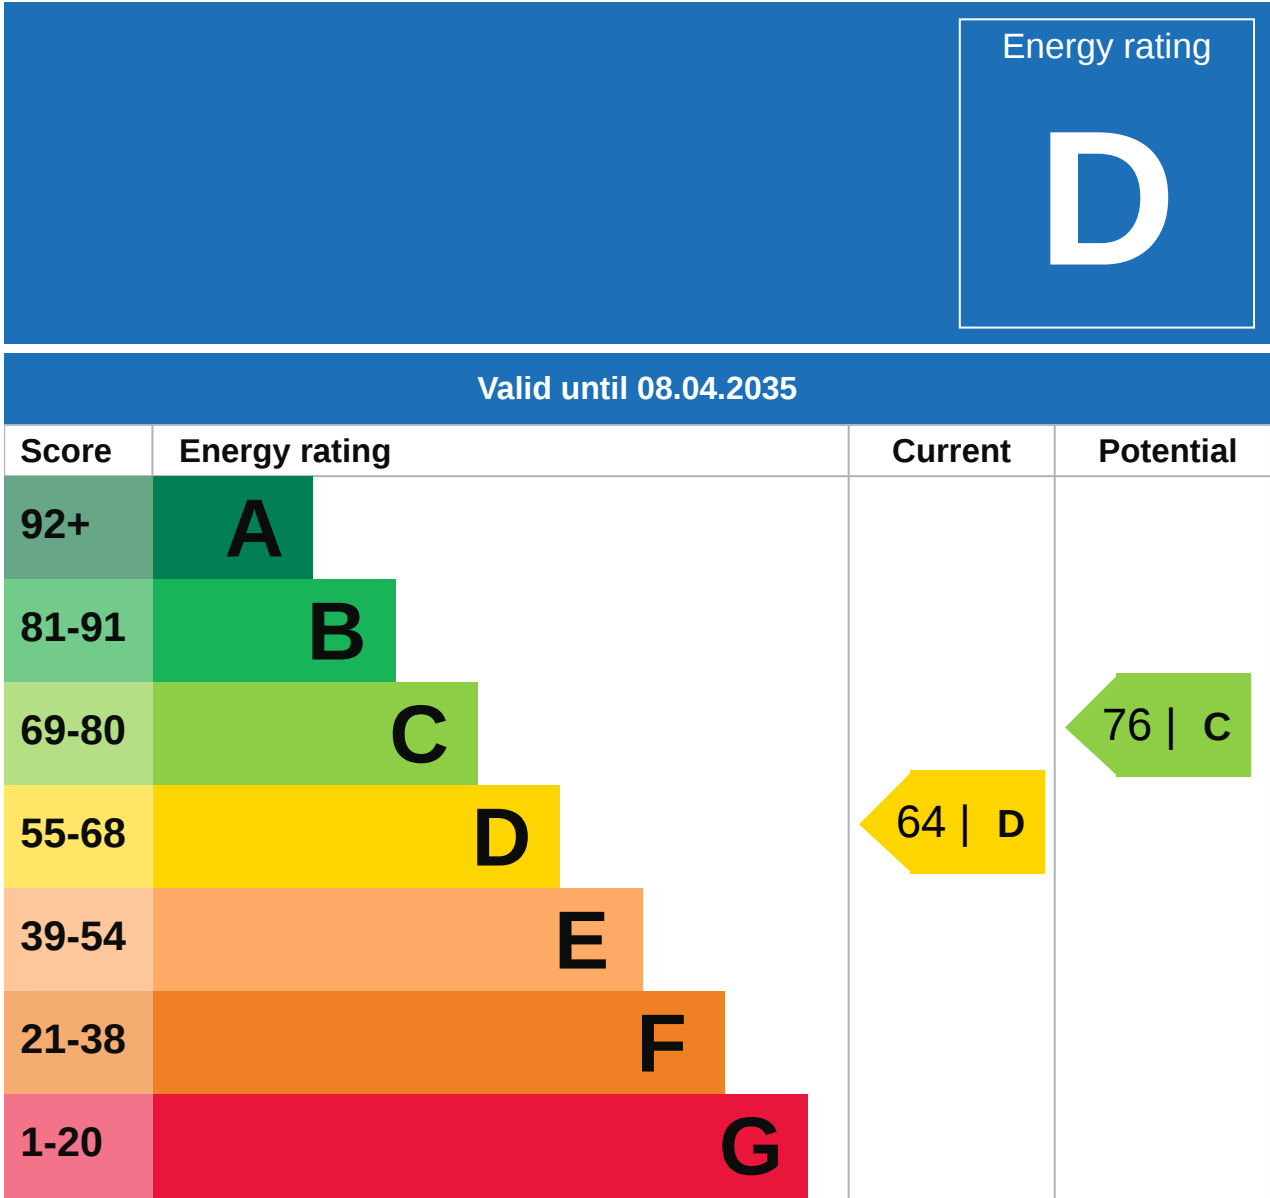 Energy rating
D
Valid until 08.04.2035
Score Energy rating Current Potential
92+ A
81-91 B
69-80 C 76 | C
55-68 D 64 | D
39-54 E
21-38 F
1-20 G